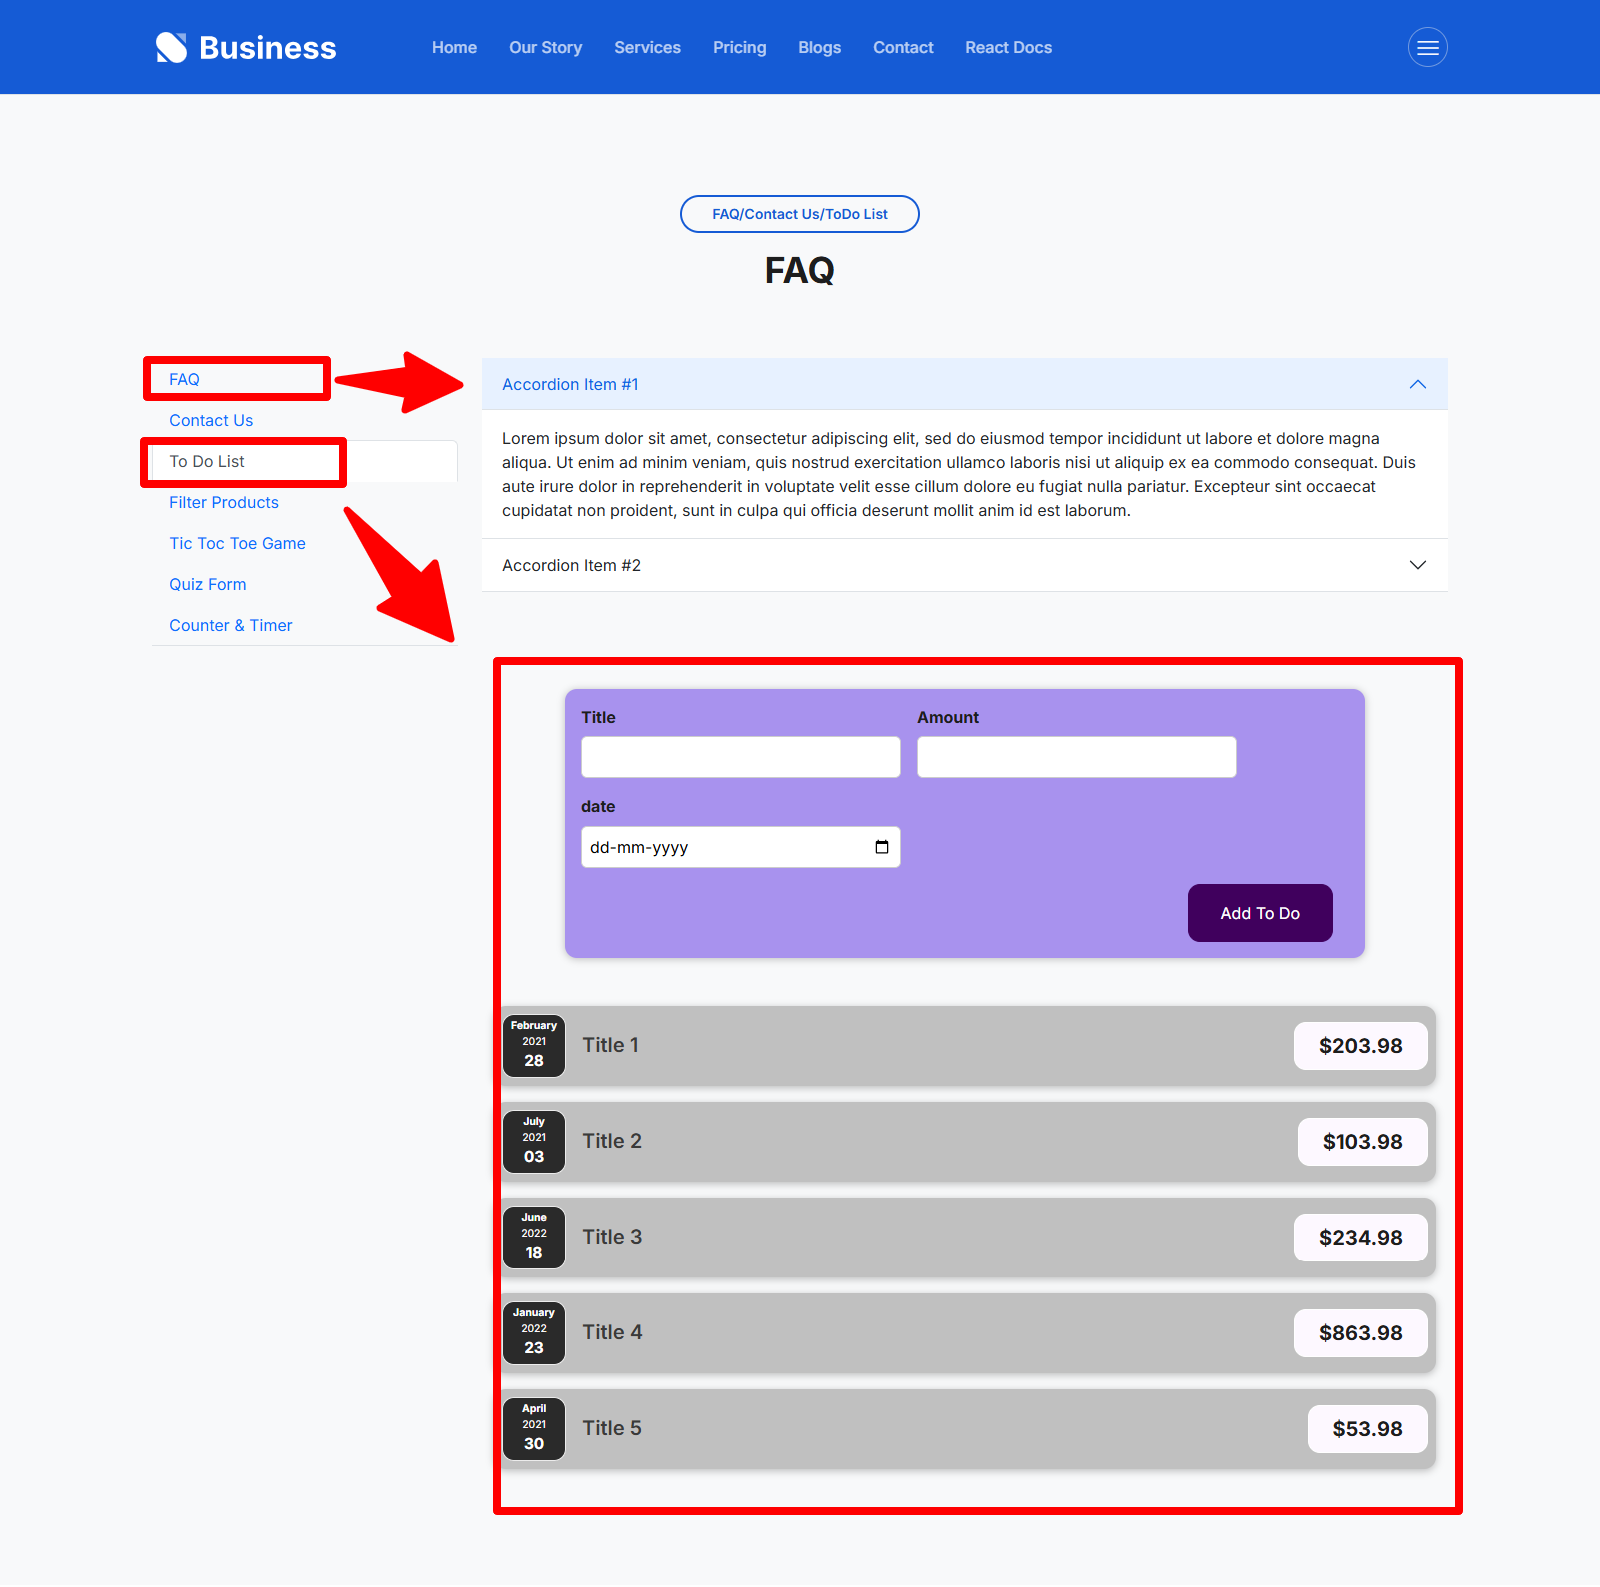 Business
Home
Our Story
Services
Pricing
Blogs
Contact
React Docs
FAQ/Contact Us/ToDo List
FAQ
FAQ
Contact Us
To Do List
Filter Products
Tic Toc Toe Game
Quiz Form
Counter & Timer
Accordion Item #1
Lorem ipsum dolor sit amet, consectetur adipiscing elit, sed do eiusmod tempor incididunt ut labore et dolore magna
aliqua. Ut enim ad minim veniam, quis nostrud exercitation ullamco laboris nisi ut aliquip ex ea commodo consequat. Duis
aute irure dolor in reprehenderit in voluptate velit esse cillum dolore eu fugiat nulla pariatur. Excepteur sint occaecat
cupidatat non proident, sunt in culpa qui officia deserunt mollit anim id est laborum.
Accordion Item #2
Title
Amount
date
dd-mm-yyyy
Add To Do
February
2021
28
Title 1
$203.98
July
2021
03
Title 2
$103.98
June
2022
18
Title 3
$234.98
January
2022
23
Title 4
$863.98
April
2021
30
Title 5
$53.98